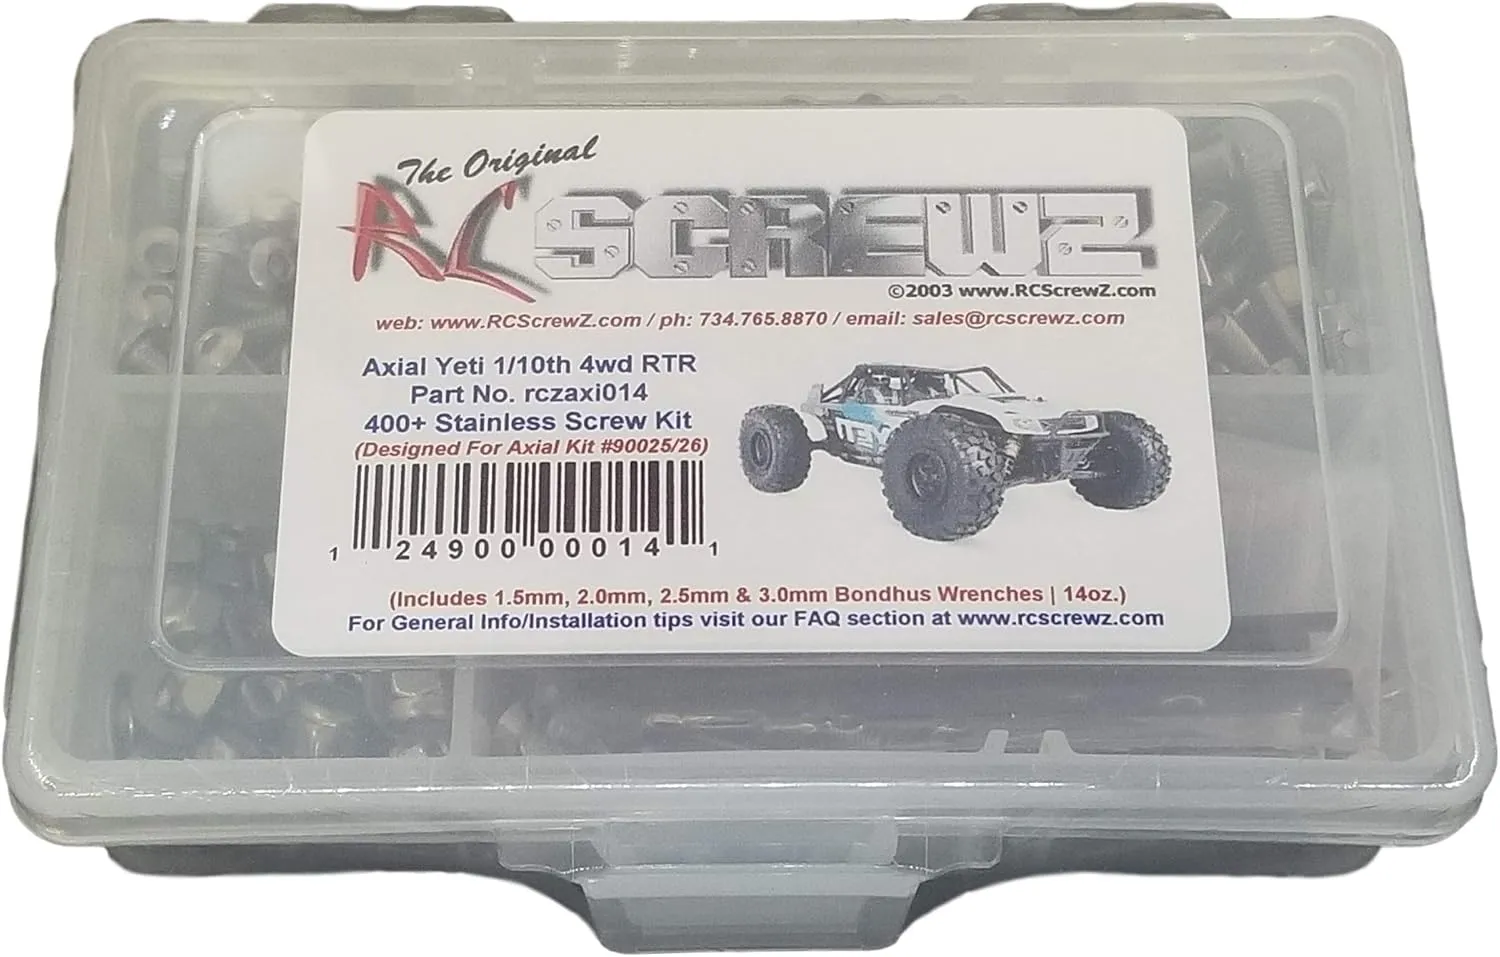 The Original
RC SCREWZ
©2003 www.RCScrewZ.com
web: www.RCScrewZ.com / ph: 734.765.8870 / email: sales@rcscrewz.com
Axial Yeti 1/10th 4wd RTR
Part No. rczaxi014
400+ Stainless Screw Kit
(Designed For Axial Kit #90025/26)
1 24900 00014 1
(Includes 1.5mm, 2.0mm, 2.5mm & 3.0mm Bondhus Wrenches | 14oz.)
For General Info/Installation tips visit our FAQ section at www.rcscrewz.com